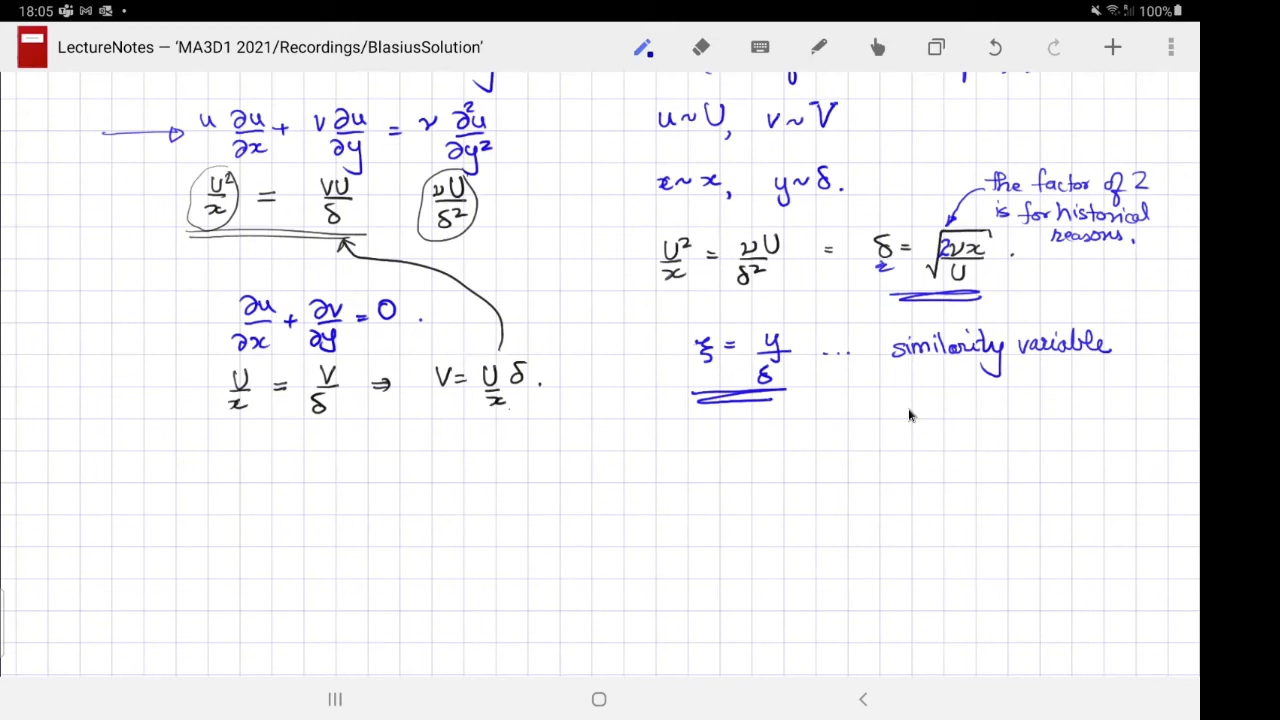 18:05
100%
LectureNotes — ‘MA3D1 2021/Recordings/BlasiusSolution’
u ∂u/∂x + v ∂u/∂y = ν ∂²u/∂y²
U²/x = VU/δ νU/δ²
∂u/∂x + ∂v/∂y = 0 .
U/x = V/δ ⇒ V = U/x δ .
u ~ U, v ~ V
x ~ x, y ~ δ.
the factor of 2
is for historical
reasons.
U²/x = νU/δ² = δ = √(2νx/U) .
ξ = y/δ ... similarity variable